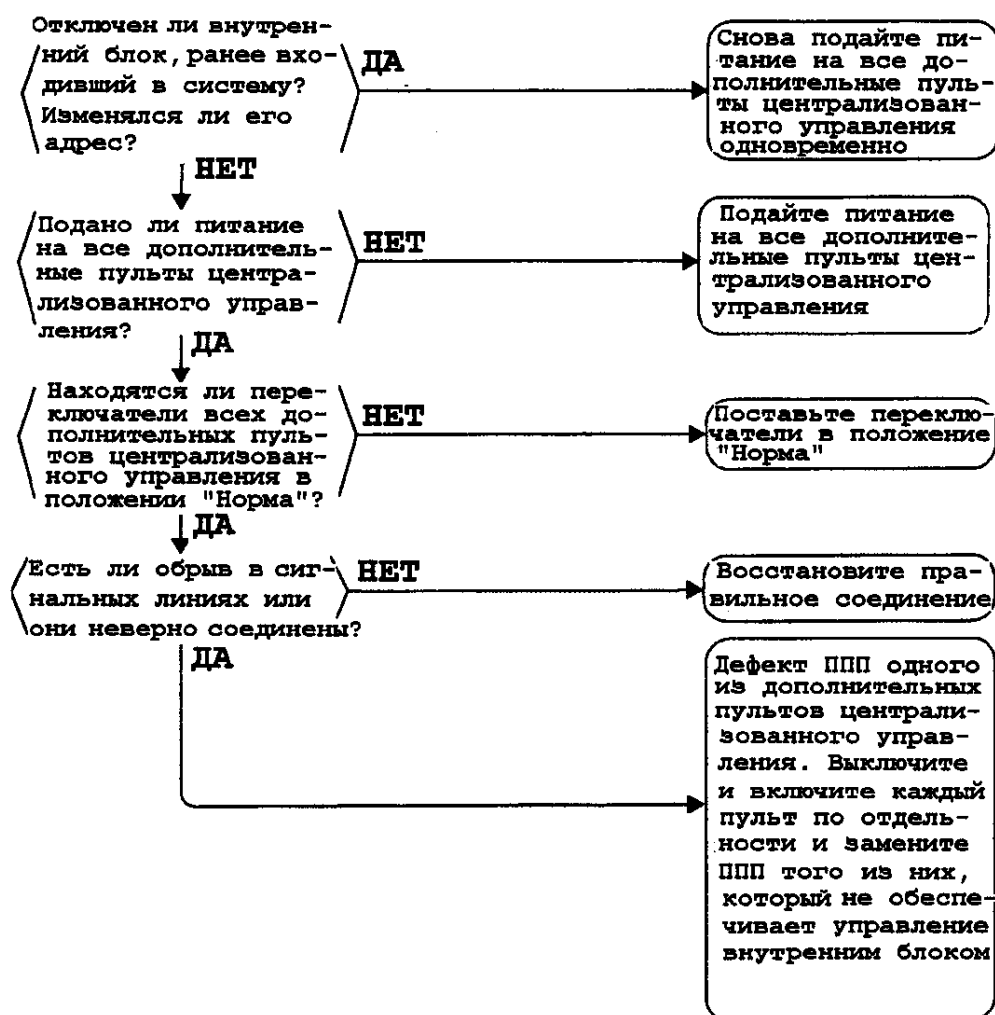 Отключен ли внутрен-
ний блок, ранее вхо-
дивший в систему?
Изменялся ли его
адрес?
ДА
Снова подайте пи-
тание на все до-
полнительные пуль-
ты централизован-
ного управления
одновременно
НЕТ
Подано ли питание
на все дополнитель-
ные пульты центра-
лизованного управ-
ления?
НЕТ
Подайте питание
на все дополните-
льные пульты цен-
трализованного
управления
ДА
Находятся ли пере-
ключатели всех до-
полнительных пуль-
тов централизован-
ного управления в
положении "Норма"?
НЕТ
Поставьте переклю-
чатели в положение
"Норма"
ДА
Есть ли обрыв в сиг-
нальных линиях или
они неверно соединены?
НЕТ
Восстановите пра-
вильное соединение
ДА
Дефект ППП одного
из дополнительных
пультов централи-
зованного управ-
ления. Выключите
и включите каждый
пульт по отдель-
ности и замените
ППП того из них,
который не обеспе-
чивает управление
внутренним блоком